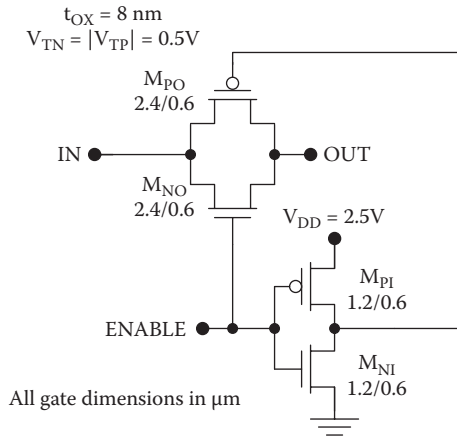 t_OX = 8 nm
V_TN = |V_TP| = 0.5V
M_PO
2.4/0.6
IN
OUT
M_NO
2.4/0.6
V_DD = 2.5V
M_PI
1.2/0.6
ENABLE
M_NI
1.2/0.6
All gate dimensions in μm